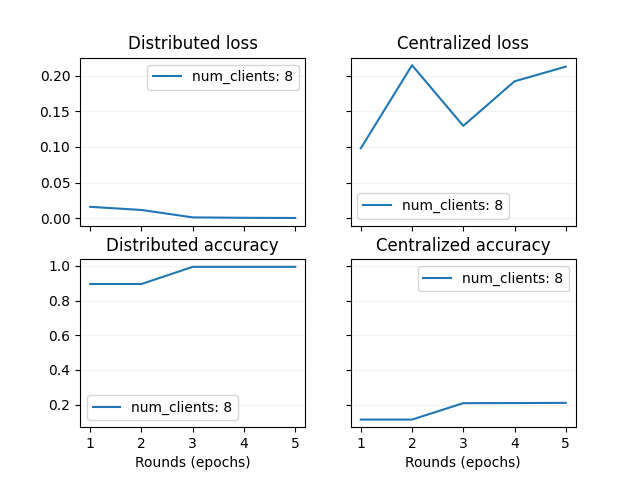 Distributed loss
Centralized loss
0.20
0.15
0.10
0.05
0.00
num_clients: 8
num_clients: 8
Distributed accuracy
Centralized accuracy
1.0
0.8
0.6
0.4
0.2
num_clients: 8
num_clients: 8
1 2 3 4 5
1 2 3 4 5
Rounds (epochs)
Rounds (epochs)